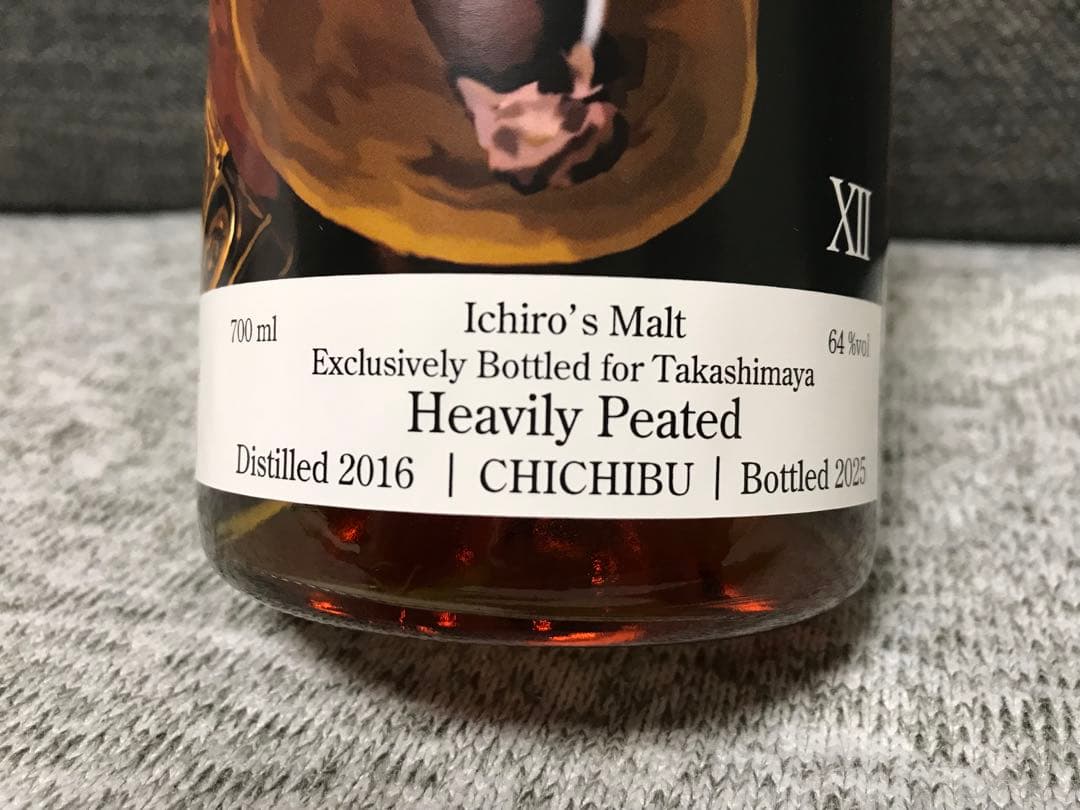 XII
700 ml
Ichiro's Malt
64 %vol
Exclusively Bottled for Takashimaya
Heavily Peated
Distilled 2016 | CHICHIBU | Bottled 2025